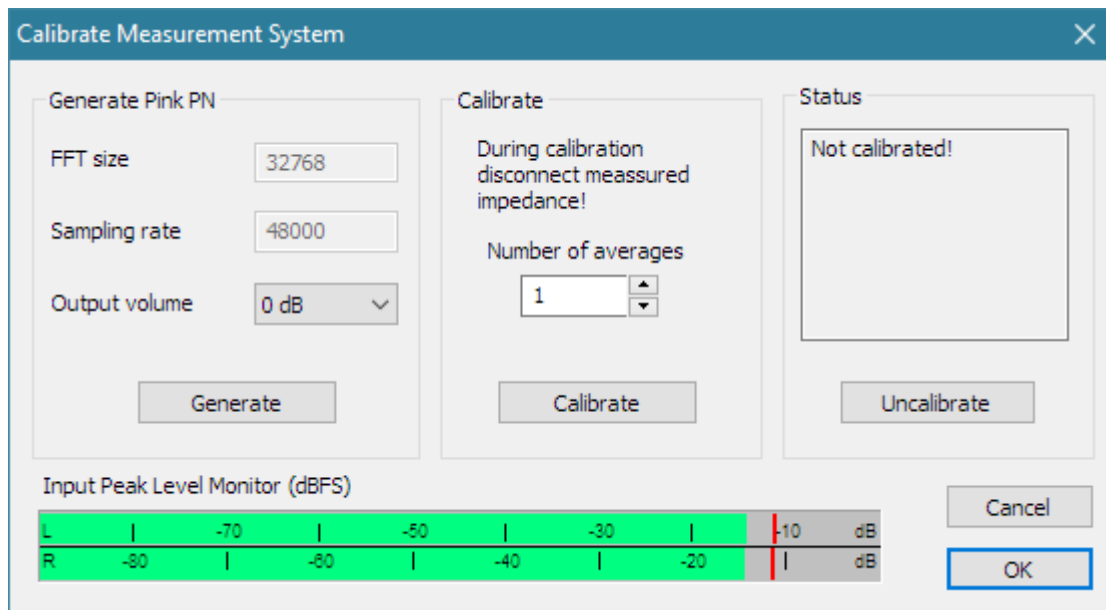 Calibrate Measurement System
Generate Pink PN
FFT size
32768
Sampling rate
48000
Output volume
0 dB
Generate
Calibrate
During calibration
disconnect meassured
impedance!
Number of averages
1
Calibrate
Status
Not calibrated!
Uncalibrate
Input Peak Level Monitor (dBFS)
L -70 -50 -30 -10 dB
R -80 -60 -40 -20 dB
Cancel
OK